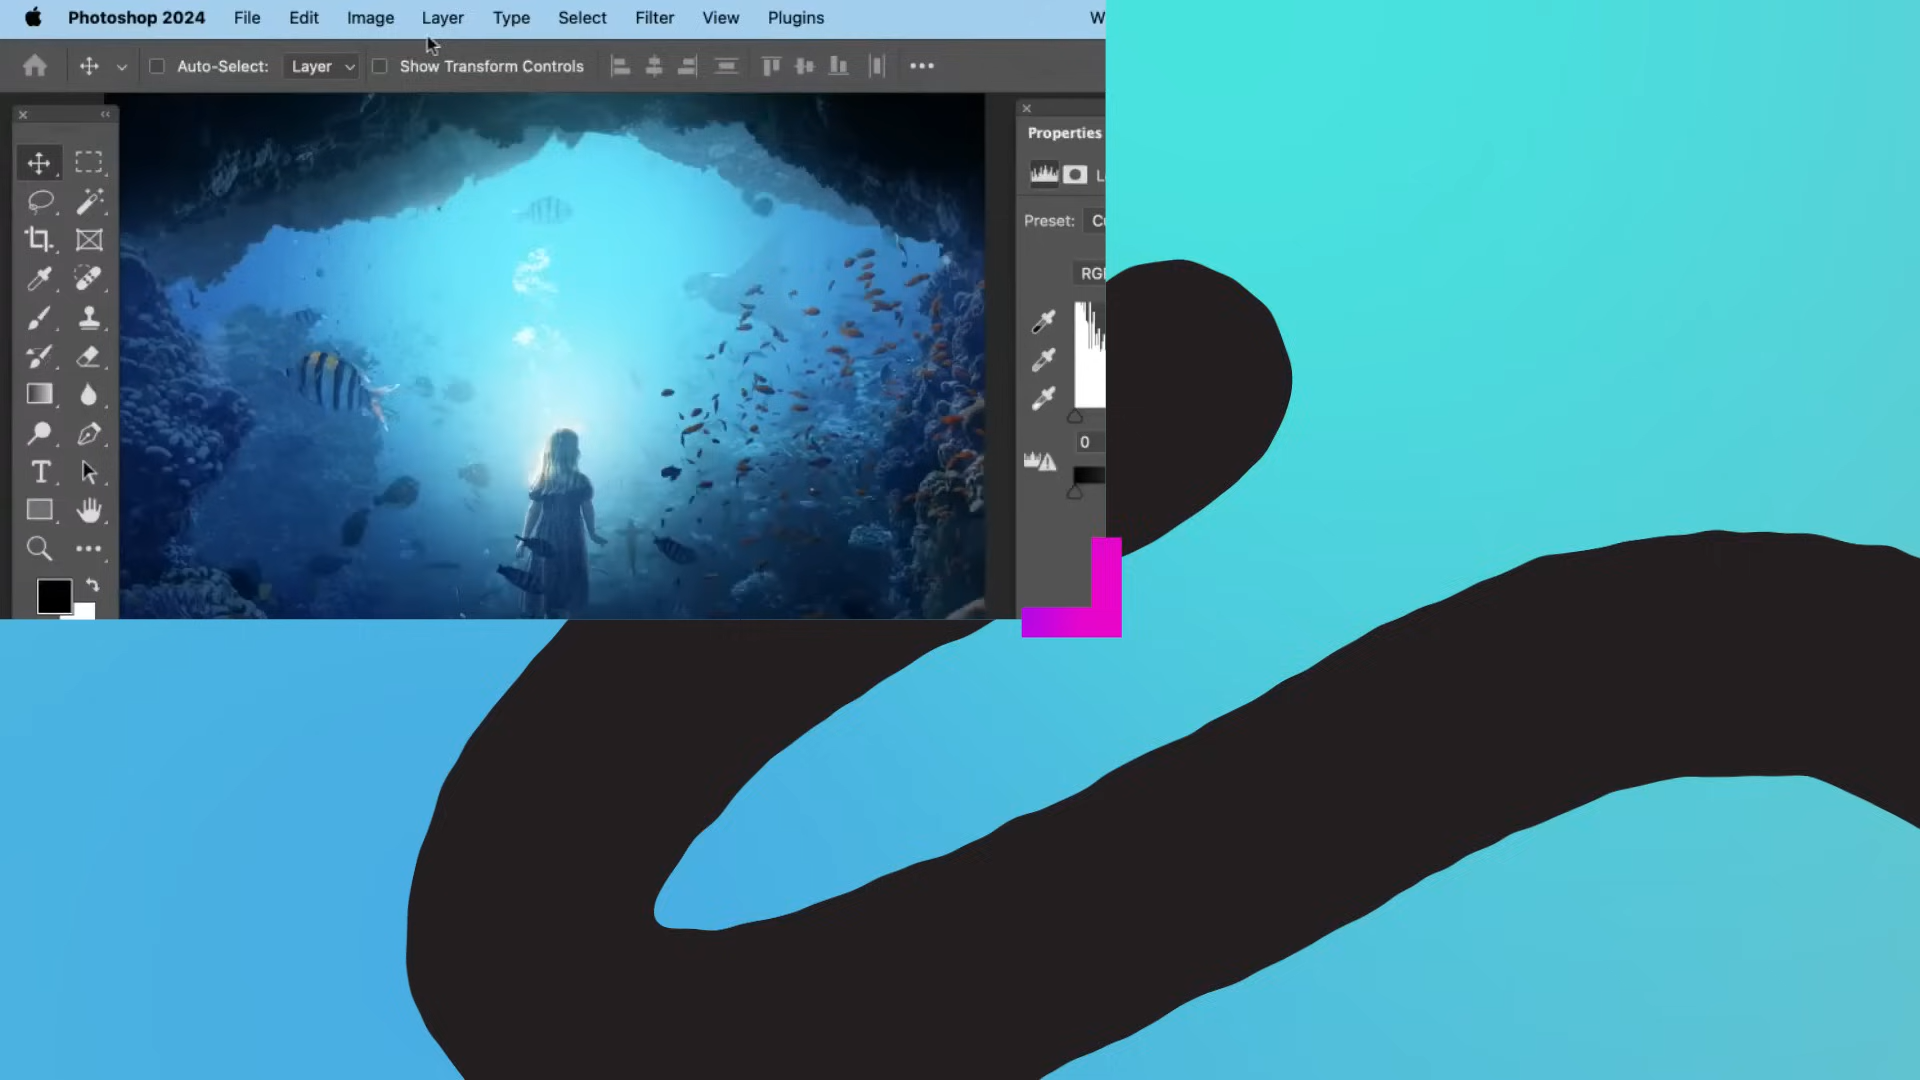 Photoshop 2024 File Edit Image Layer Type Select Filter View Plugins
Auto-Select: Layer Show Transform Controls
Properties
Preset:
RGB
0